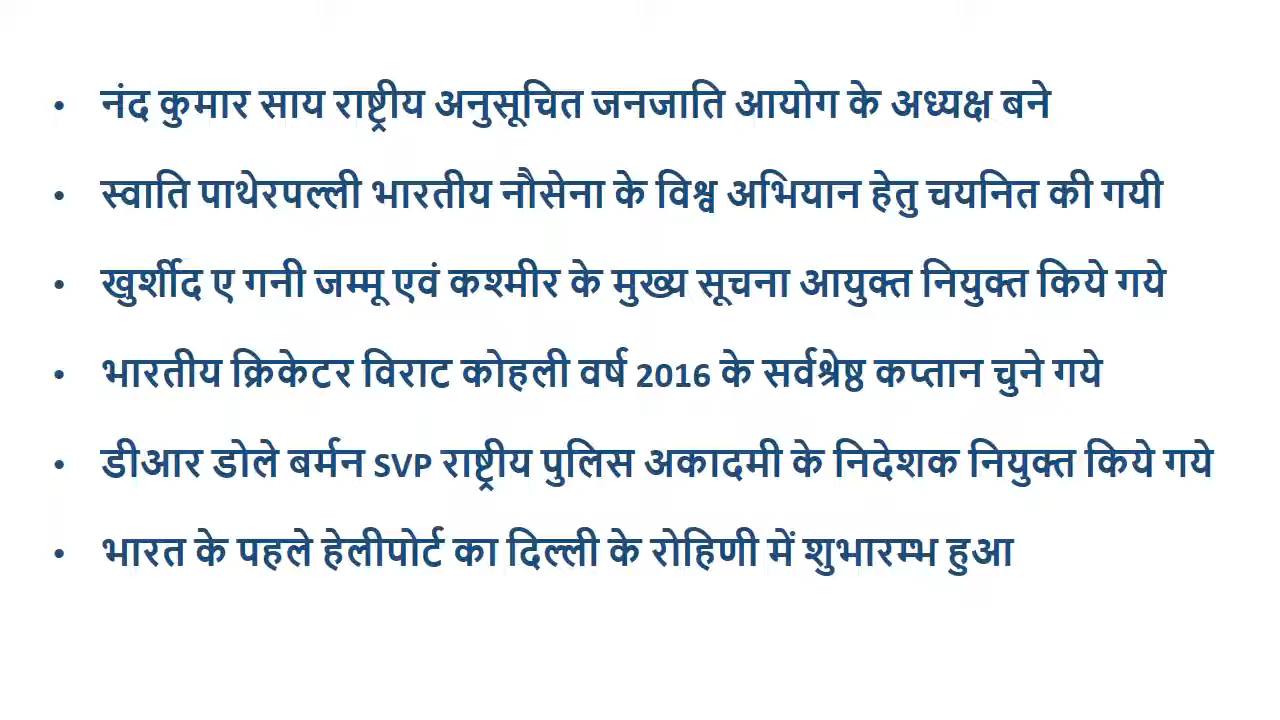 • नंद कुमार साय राष्ट्रीय अनुसूचित जनजाति आयोग के अध्यक्ष बने
• स्वाति पाथेरपल्ली भारतीय नौसेना के विश्व अभियान हेतु चयनित की गयी
• खुर्शीद ए गनी जम्मू एवं कश्मीर के मुख्य सूचना आयुक्त नियुक्त किये गये
• भारतीय क्रिकेटर विराट कोहली वर्ष 2016 के सर्वश्रेष्ठ कप्तान चुने गये
• डीआर डोले बर्मन SVP राष्ट्रीय पुलिस अकादमी के निदेशक नियुक्त किये गये
• भारत के पहले हेलीपोर्ट का दिल्ली के रोहिणी में शुभारम्भ हुआ